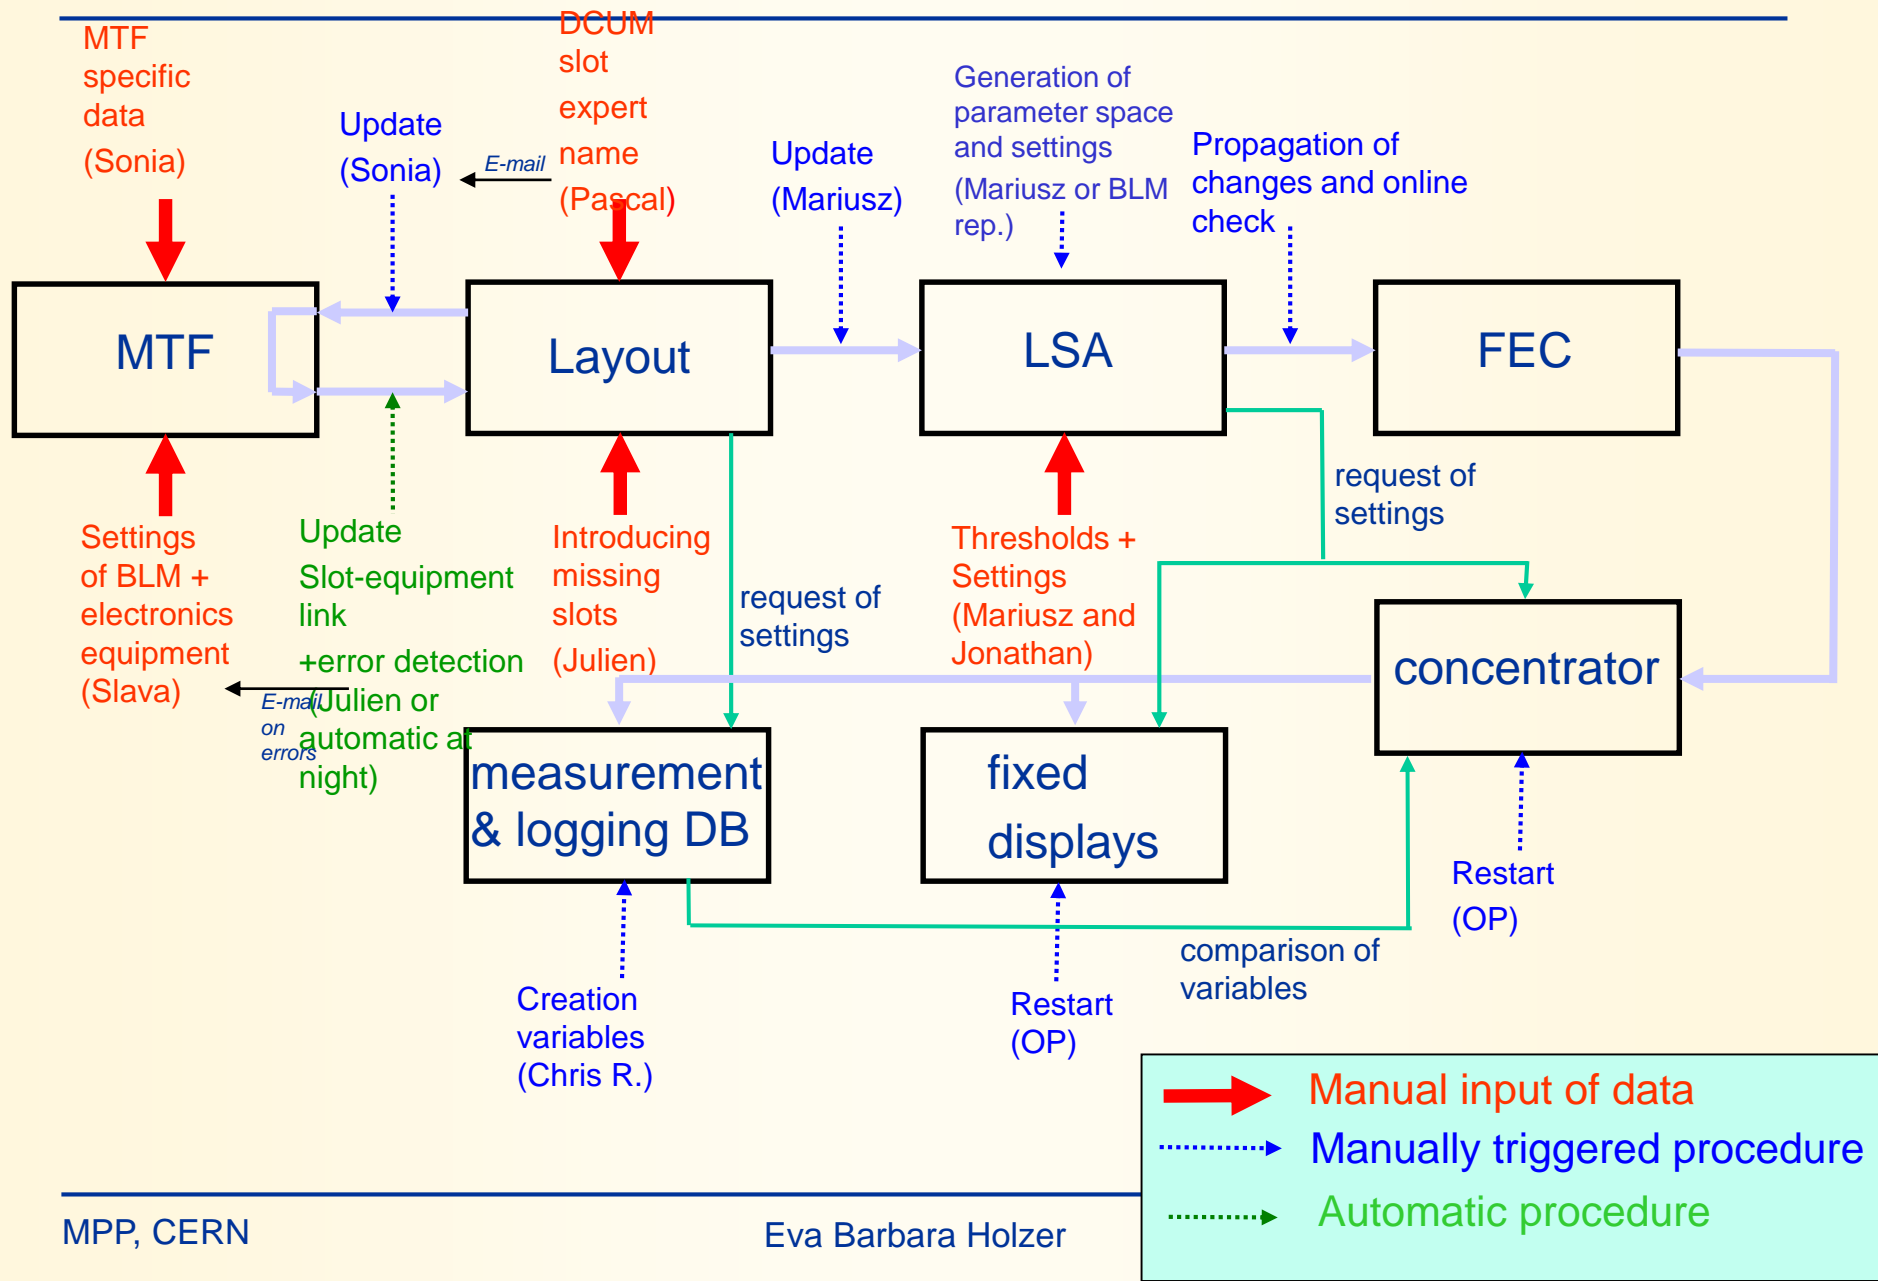 MTF
specific
data
(Sonia)
Update
(Sonia)
E-mail
DCUM
slot
expert
name
(Pascal)
Update
(Mariusz)
Generation of
parameter space
and settings
(Mariusz or BLM
rep.)
Propagation of
changes and online
check
MTF
Layout
LSA
FEC
Settings
of BLM +
electronics
equipment
(Slava)
Update
Slot-equipment
link
+error detection
(Julien or
automatic at
night)
E-mail
on
errors
Introducing
missing
slots
(Julien)
request of
settings
Thresholds +
Settings
(Mariusz and
Jonathan)
request of
settings
concentrator
measurement
& logging DB
fixed
displays
Restart
(OP)
comparison of
variables
Creation
variables
(Chris R.)
Restart
(OP)
Manual input of data
Manually triggered procedure
Automatic procedure
MPP, CERN
Eva Barbara Holzer